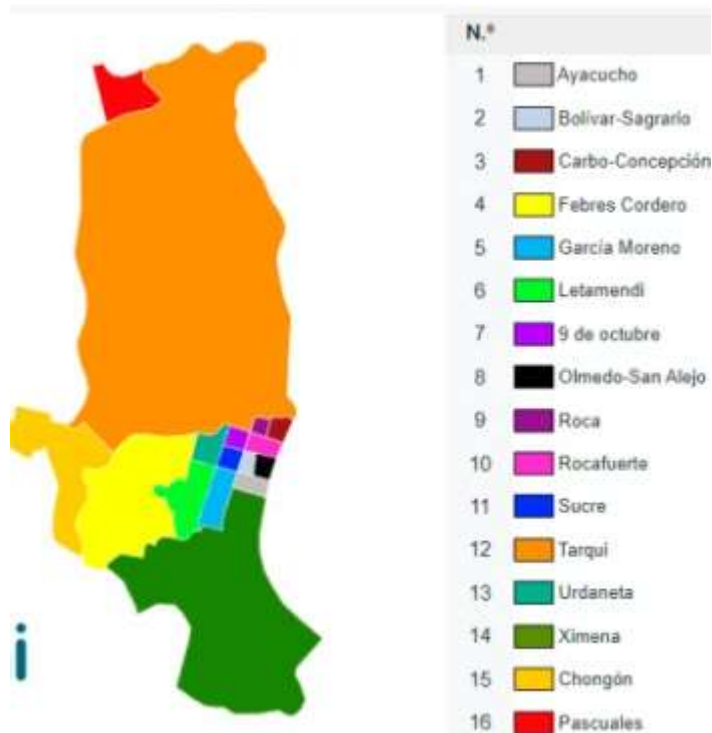 N.º
1 Ayacucho
2 Bolívar-Sagrario
3 Carbo-Concepción
4 Febres Cordero
5 García Moreno
6 Letamendi
7 9 de octubre
8 Olmedo-San Alejo
9 Roca
10 Rocafuerte
11 Sucre
12 Tarqui
13 Urdaneta
14 Ximena
15 Chongón
16 Pascuales
i